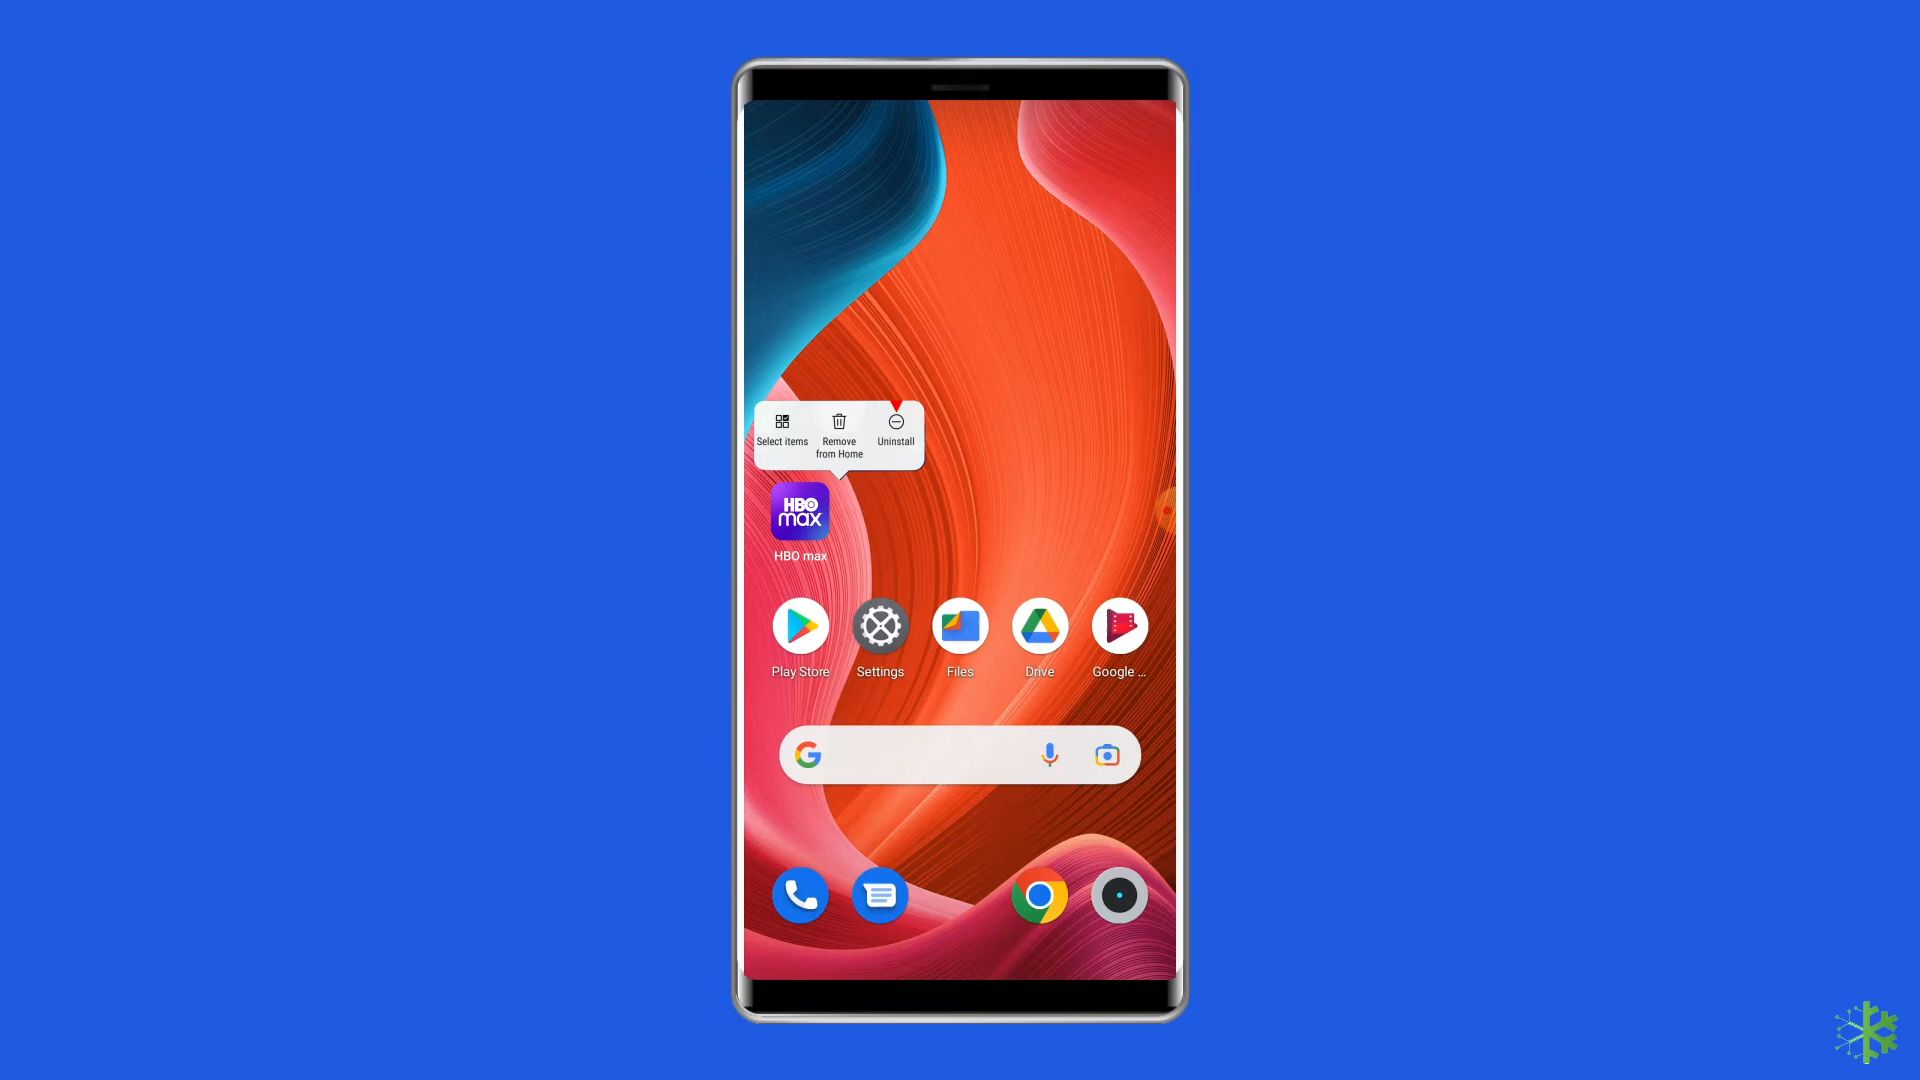 Select items
Remove
from Home
Uninstall
HBO
max
HBO max
Play Store
Settings
Files
Drive
Google ...